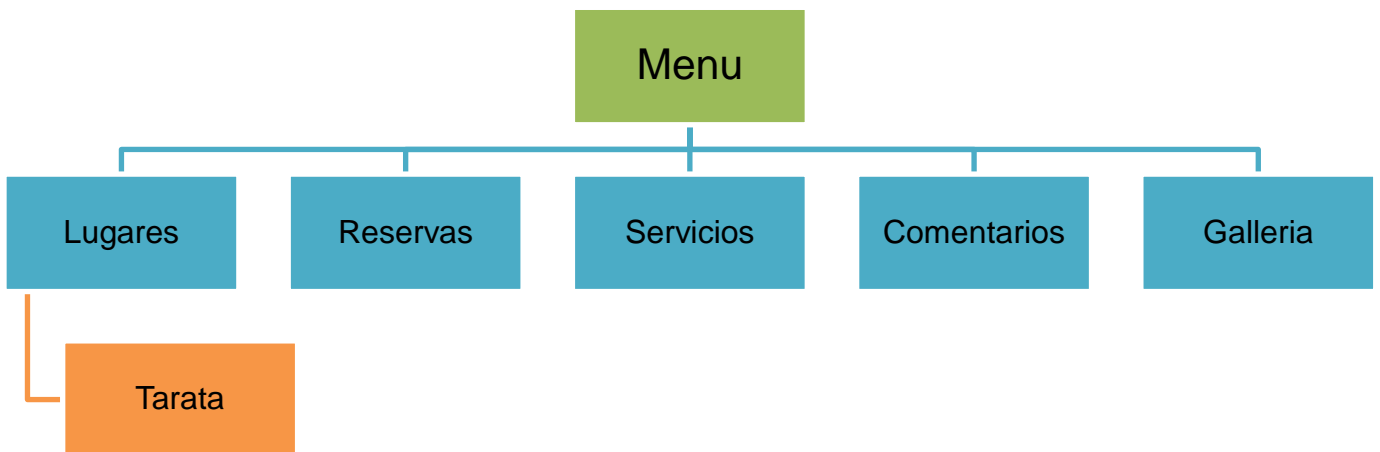 Menu
Lugares
Reservas
Servicios
Comentarios
Galleria
Tarata